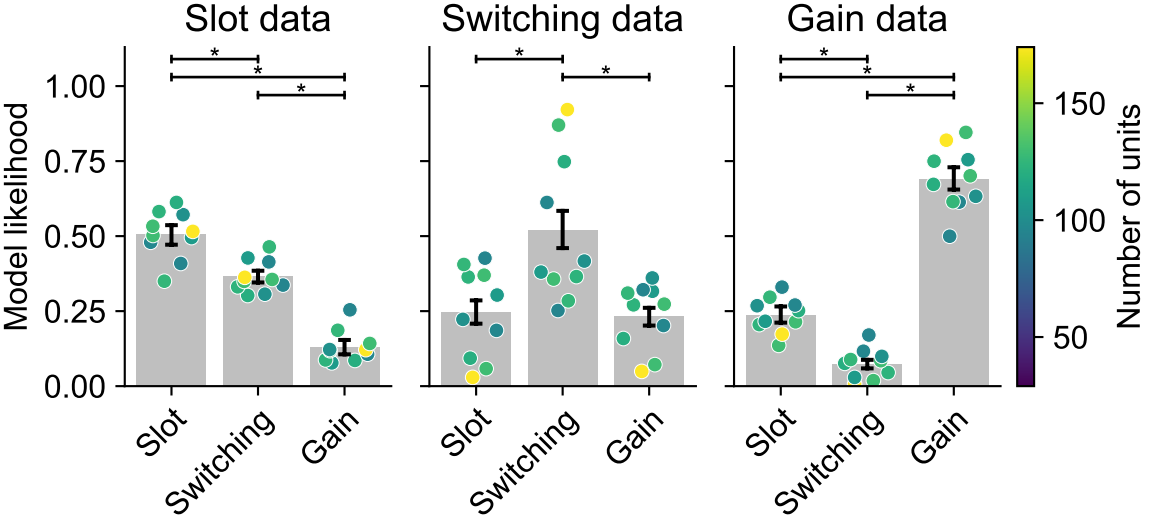 Slot data
Switching data
Gain data
Model likelihood
1.00
0.75
0.50
0.25
0.00
* * *
* *
* * *
Slot
Switching
Gain
Slot
Switching
Gain
Slot
Switching
Gain
150
100
50
Number of units